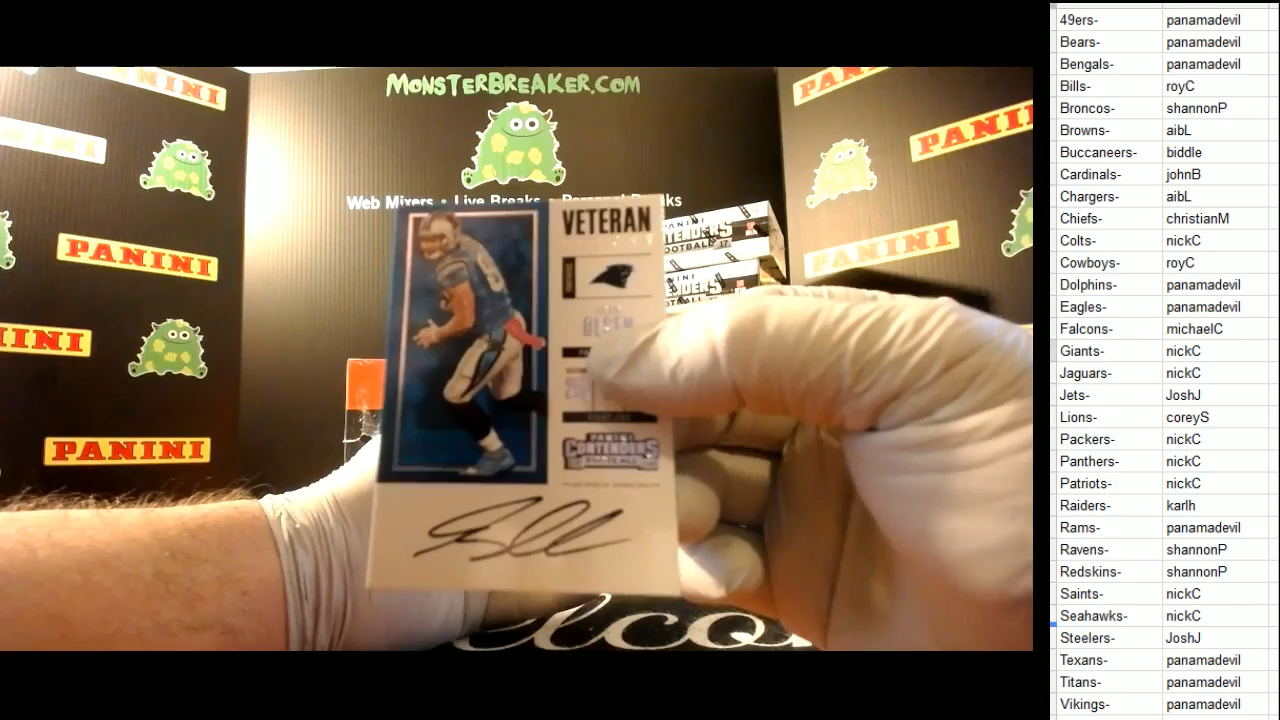 MONSTERBREAKER.COM
PANINI
PANINI
PANINI
PANINI
PANINI
PANINI
Web Mixers • Live Breaks •
VETERAN
OLSEN
PANINI
CONTENDERS
49ers- panamadevil
Bears- panamadevil
Bengals- panamadevil
Bills- royC
Broncos- shannonP
Browns- aibL
Buccaneers- biddle
Cardinals- johnB
Chargers- aibL
Chiefs- christianM
Colts- nickC
Cowboys- royC
Dolphins- panamadevil
Eagles- panamadevil
Falcons- michaelC
Giants- nickC
Jaguars- nickC
Jets- JoshJ
Lions- coreyS
Packers- nickC
Panthers- nickC
Patriots- nickC
Raiders- karlh
Rams- panamadevil
Ravens- shannonP
Redskins- shannonP
Saints- nickC
Seahawks- nickC
Steelers- JoshJ
Texans- panamadevil
Titans- panamadevil
Vikings- panamadevil